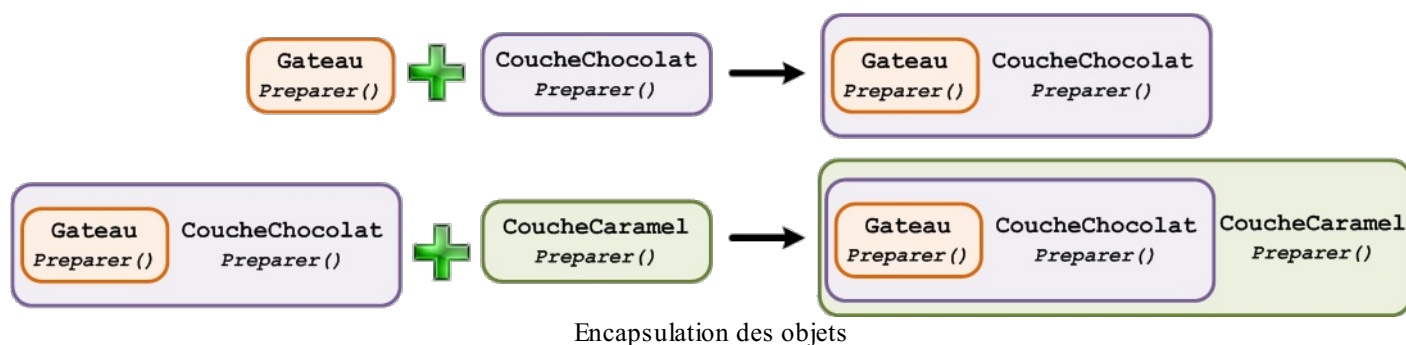 Gateau
Preparer()
CoucheChocolat
Preparer()
Gateau
Preparer()
CoucheChocolat
Preparer()
Gateau
Preparer()
CoucheChocolat
Preparer()
CoucheCaramel
Preparer()
Gateau
Preparer()
CoucheChocolat
Preparer()
CoucheCaramel
Preparer()
Encapsulation des objets